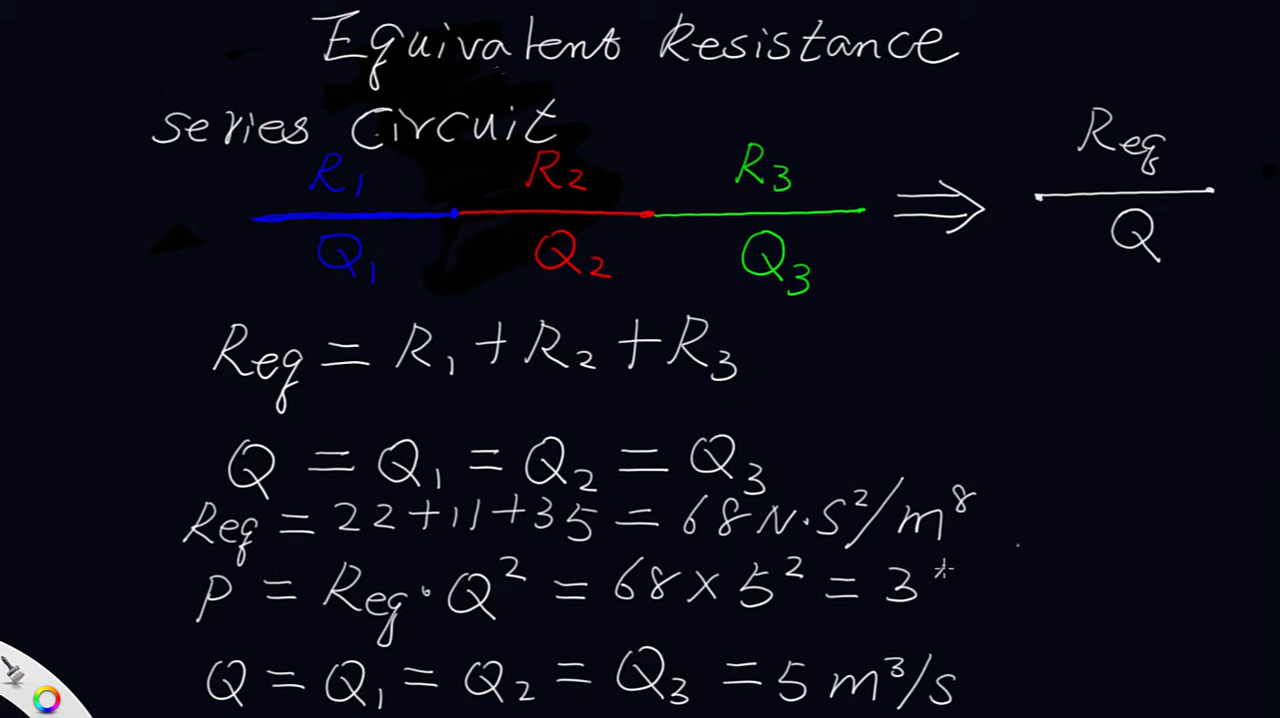 Equivalent Resistance
series Circuit
R1 R2 R3 Req
Q1 Q2 Q3 Q
Req = R1 + R2 + R3
Q = Q1 = Q2 = Q3
Req = 22+11+35 = 68 N·S²/m⁸
P = Req · Q² = 68 × 5² = 3
Q = Q1 = Q2 = Q3 = 5 m³/s